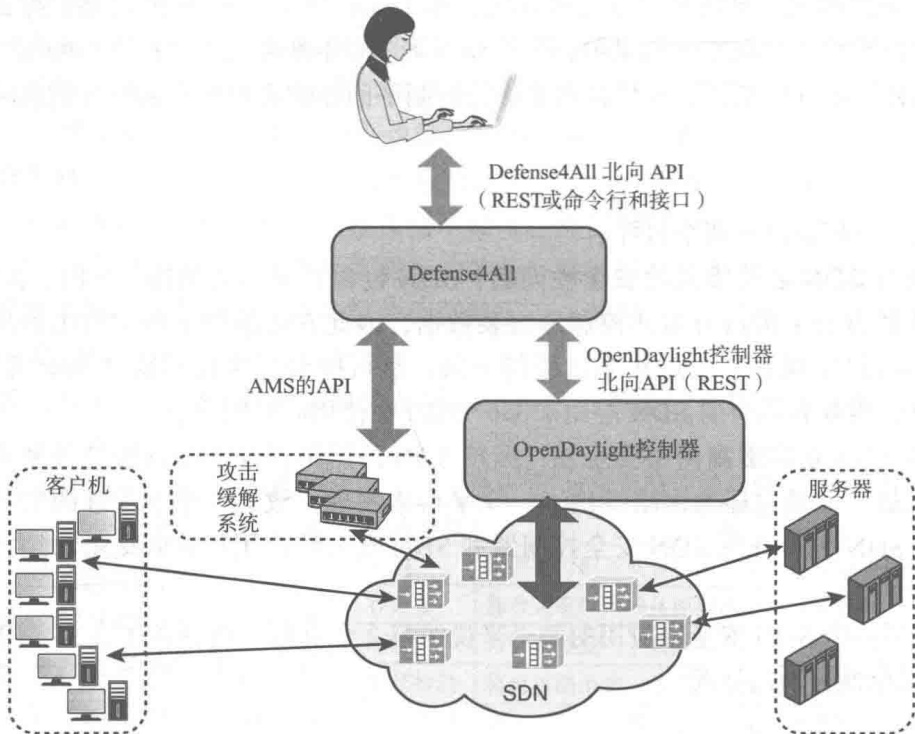 Defense4All 北向 API
（REST或命令行和接口）
Defense4All
AMS的API
OpenDaylight控制器
北向API（REST）
OpenDaylight控制器
客户机
攻击
缓解
系统
服务器
SDN